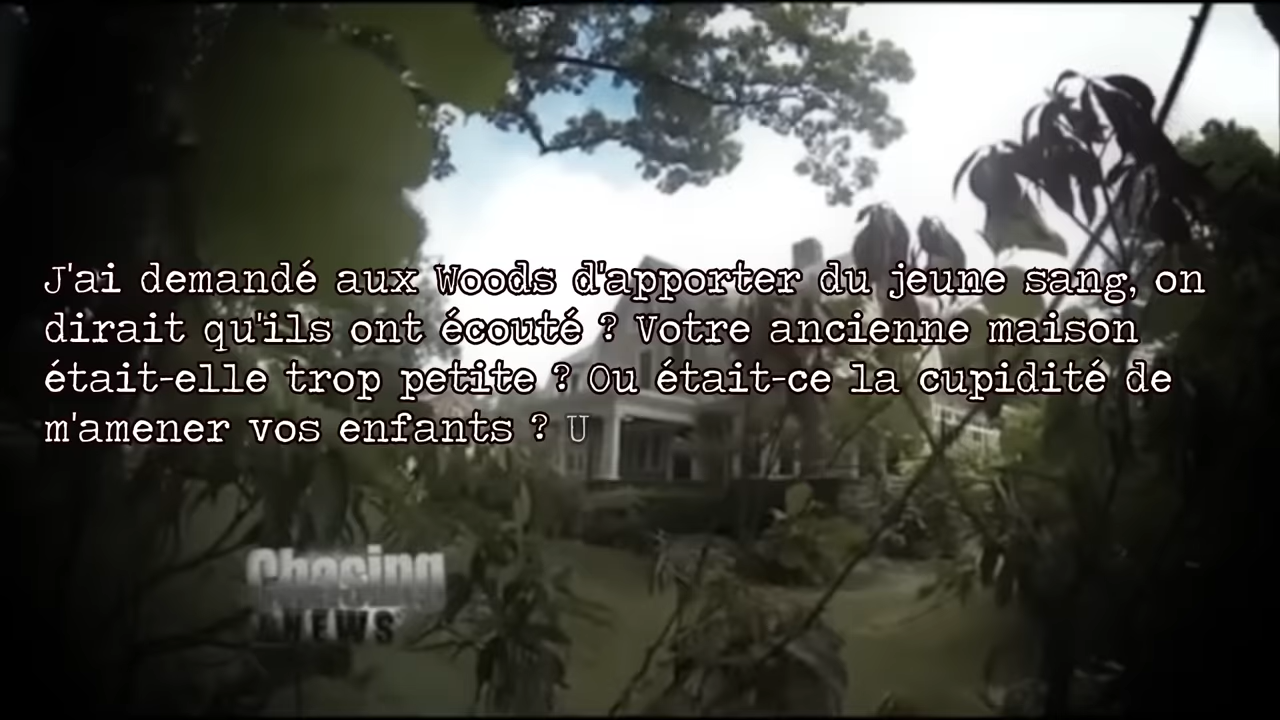 J'ai demandé aux Woods d'apporter du jeune sang, on
dirait qu'ils ont écouté ? Votre ancienne maison
était-elle trop petite ? Ou était-ce la cupidité de
m'amener vos enfants ? U
Chasing
NEWS